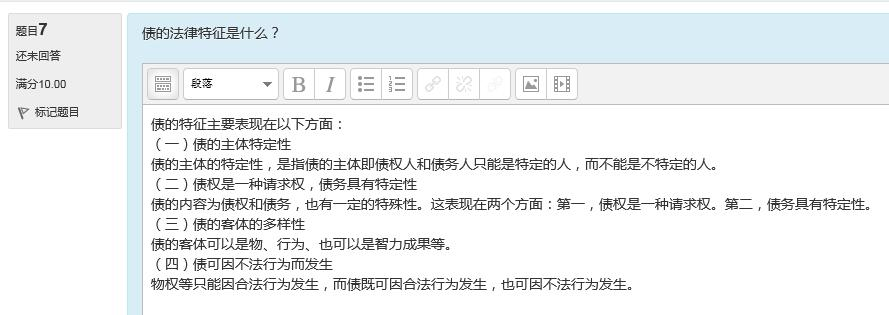 题目7
还未回答
满分10.00
标记题目
债的法律特征是什么？
段落
B I
债的特征主要表现在以下方面：
（一）债的主体特定性
债的主体的特定性，是指债的主体即债权人和债务人只能是特定的人，而不能是不特定的人。
（二）债权是一种请求权，债务具有特定性
债的内容为债权和债务，也有一定的特殊性。这表现在两个方面：第一，债权是一种请求权。第二，债务具有特定性。
（三）债的客体的多样性
债的客体可以是物、行为、也可以是智力成果等。
（四）债可因不法行为而发生
物权等只能因合法行为发生，而债既可因合法行为发生，也可因不法行为发生。